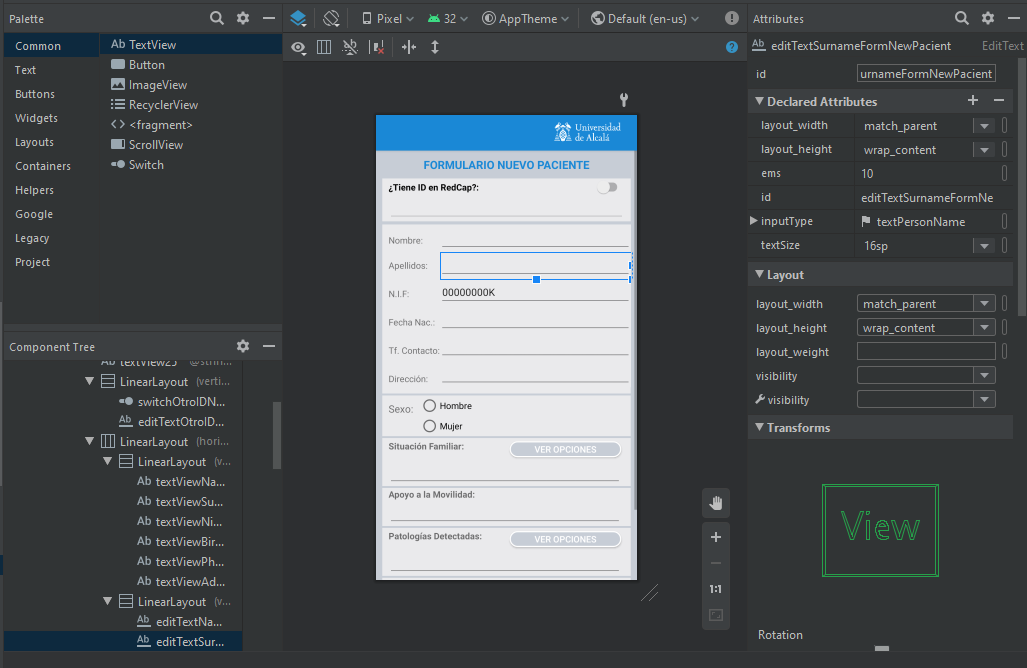 Palette
Common
Text
Buttons
Widgets
Layouts
Containers
Helpers
Google
Legacy
Project
Ab TextView
Button
ImageView
RecyclerView
<fragment>
ScrollView
Switch
Component Tree
Ab textView25 @strin...
LinearLayout (verti...
switchOtroIDN...
Ab editTextOtroID...
LinearLayout (hori...
LinearLayout (v...
Ab textViewNa...
Ab textViewSu...
Ab textViewNi...
Ab textViewBir...
Ab textViewPh...
Ab textViewAd...
LinearLayout (v...
Ab editTextNa...
Ab editTextSur...
Pixel 32 AppTheme Default (en-us)
Universidad
de Alcalá
FORMULARIO NUEVO PACIENTE
¿Tiene ID en RedCap?:
Nombre:
Apellidos:
N.I.F: 00000000K
Fecha Nac.:
Tf. Contacto:
Dirección:
Sexo: Hombre
Mujer
Situación Familiar: VER OPCIONES
Apoyo a la Movilidad:
Patologías Detectadas: VER OPCIONES
1:1
Attributes
Ab editTextSurnameFormNewPacient EditText
id urnameFormNewPacient
Declared Attributes
layout_width match_parent
layout_height wrap_content
ems 10
id editTextSurnameFormNe
inputType textPersonName
textSize 16sp
Layout
layout_width match_parent
layout_height wrap_content
layout_weight
visibility
visibility
Transforms
View
Rotation